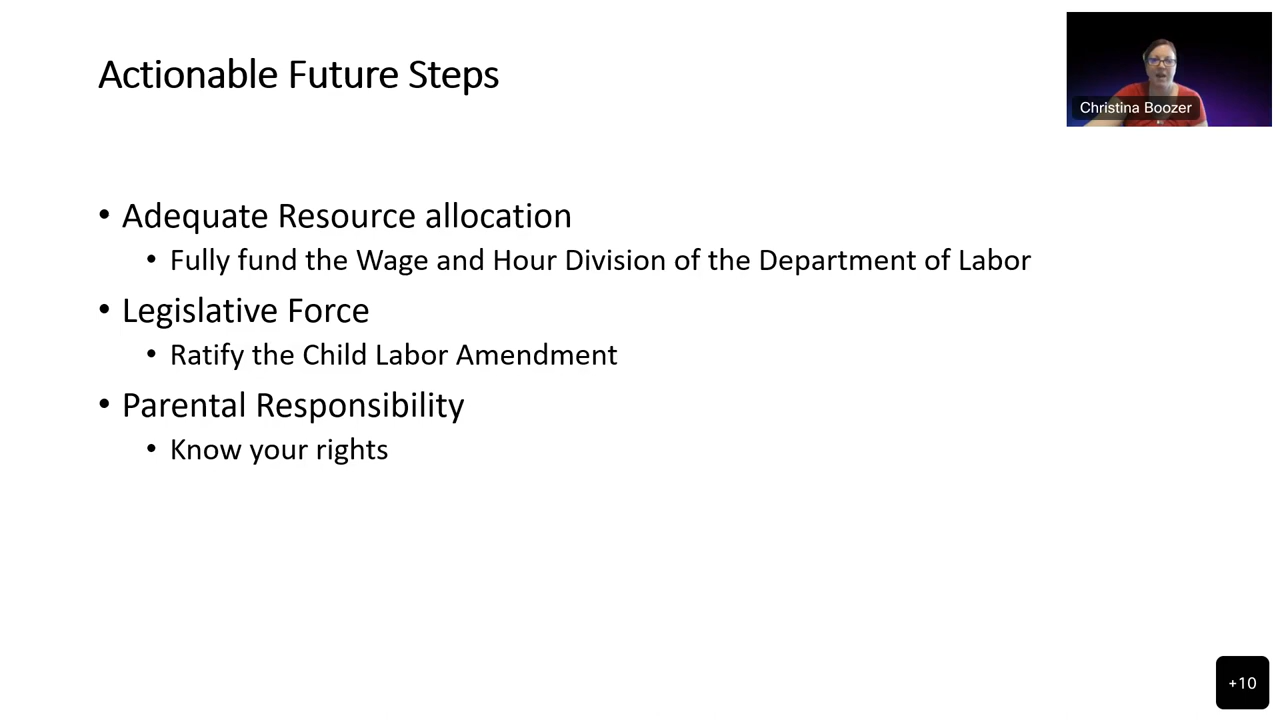 Actionable Future Steps
Christina Boozer
• Adequate Resource allocation
• Fully fund the Wage and Hour Division of the Department of Labor
• Legislative Force
• Ratify the Child Labor Amendment
• Parental Responsibility
• Know your rights
+10